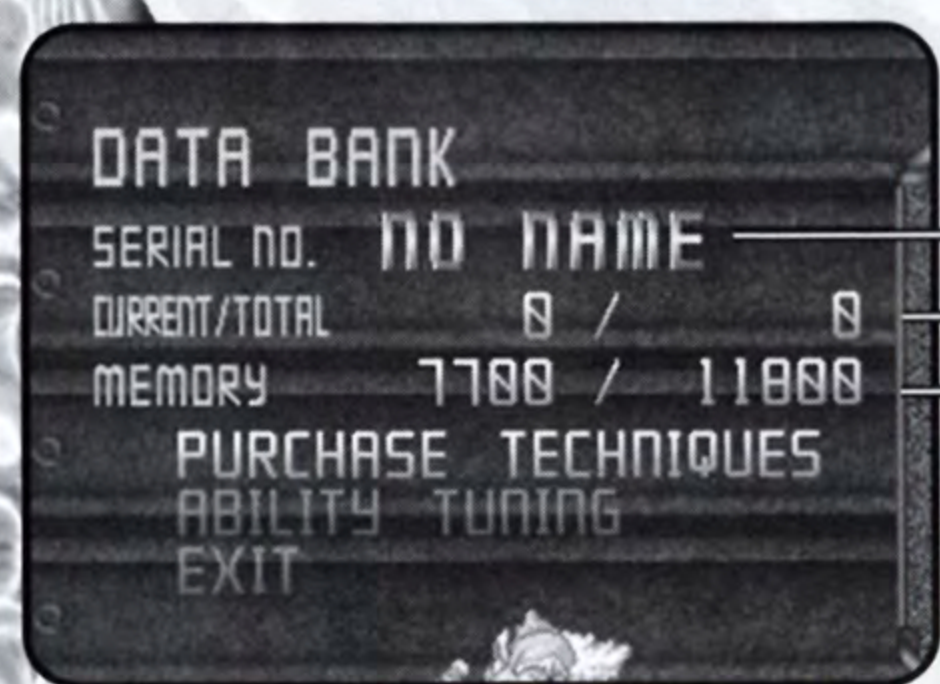 DATA BANK
SERIAL NO. NO NAME
CURRENT/TOTAL 0 / 0
MEMORY 7700 / 11800
PURCHASE TECHNIQUES
ABILITY TUNING
EXIT